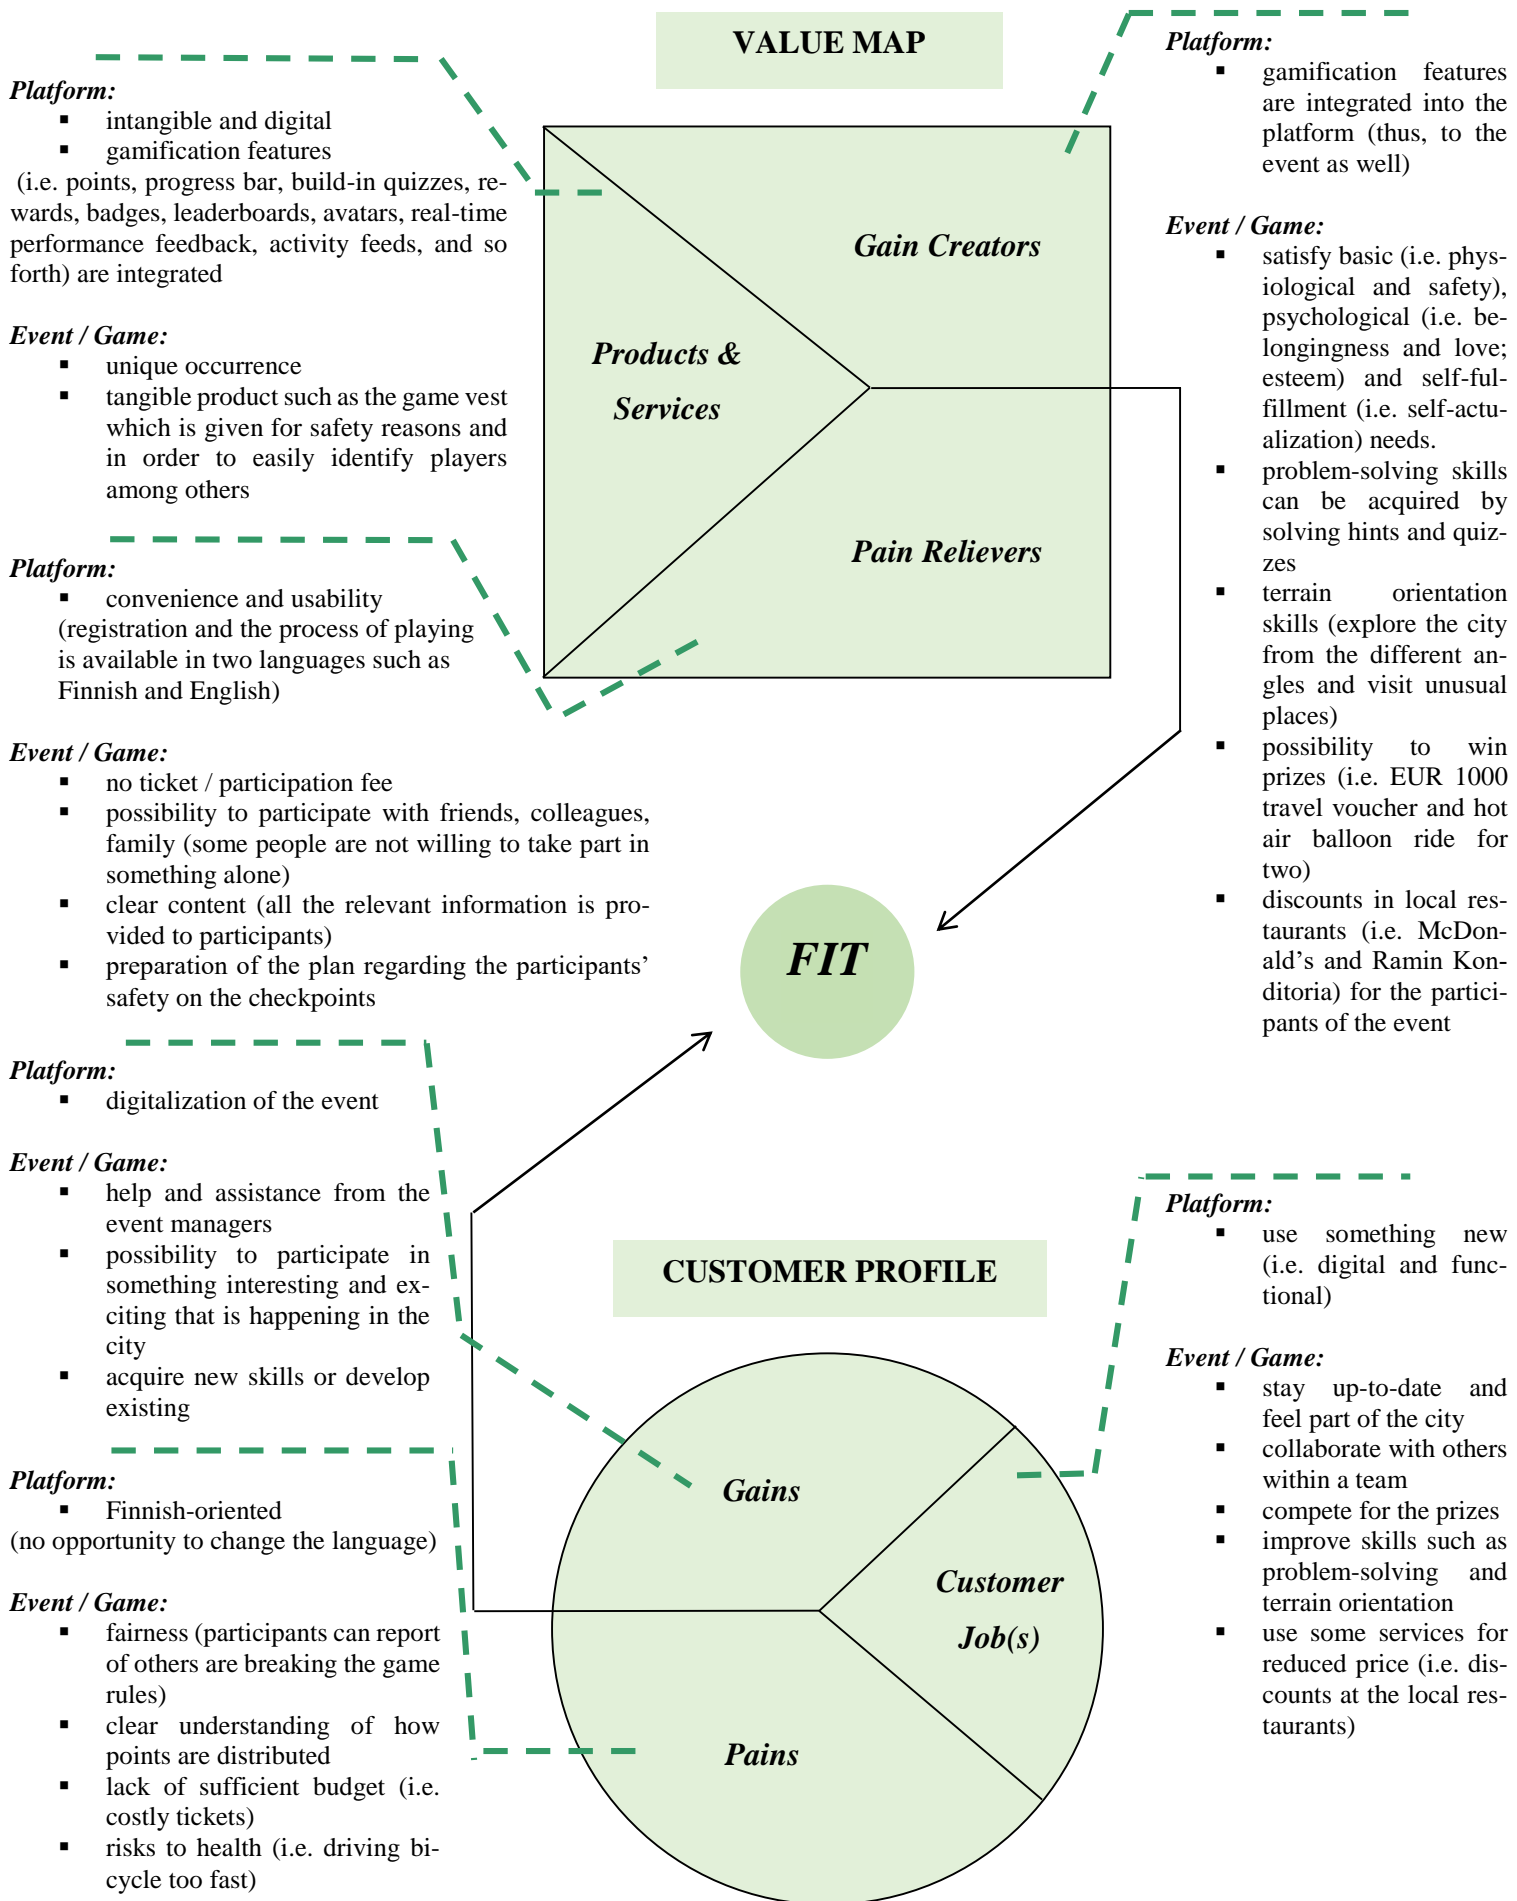 VALUE MAP
Platform:
▪ intangible and digital
▪ gamification features
(i.e. points, progress bar, build-in quizzes, re-
wards, badges, leaderboards, avatars, real-time
performance feedback, activity feeds, and so
forth) are integrated
Event / Game:
▪ unique occurrence
▪ tangible product such as the game vest
which is given for safety reasons and
in order to easily identify players
among others
Platform:
▪ convenience and usability
(registration and the process of playing
is available in two languages such as
Finnish and English)
Event / Game:
▪ no ticket / participation fee
▪ possibility to participate with friends, colleagues,
family (some people are not willing to take part in
something alone)
▪ clear content (all the relevant information is pro-
vided to participants)
▪ preparation of the plan regarding the participants’
safety on the checkpoints
Gain Creators
Products &
Services
Pain Relievers
Platform:
▪ gamification features
are integrated into the
platform (thus, to the
event as well)
Event / Game:
▪ satisfy basic (i.e. phys-
iological and safety),
psychological (i.e. be-
longingness and love;
esteem) and self-ful-
fillment (i.e. self-actu-
alization) needs.
▪ problem-solving skills
can be acquired by
solving hints and quiz-
zes
▪ terrain orientation
skills (explore the city
from the different an-
gles and visit unusual
places)
▪ possibility to win
prizes (i.e. EUR 1000
travel voucher and hot
air balloon ride for
two)
▪ discounts in local res-
taurants (i.e. McDon-
ald’s and Ramin Kon-
ditoria) for the partici-
pants of the event
FIT
Platform:
▪ digitalization of the event
Event / Game:
▪ help and assistance from the
event managers
▪ possibility to participate in
something interesting and ex-
citing that is happening in the
city
▪ acquire new skills or develop
existing
Platform:
▪ Finnish-oriented
(no opportunity to change the language)
Event / Game:
▪ fairness (participants can report
of others are breaking the game
rules)
▪ clear understanding of how
points are distributed
▪ lack of sufficient budget (i.e.
costly tickets)
▪ risks to health (i.e. driving bi-
cycle too fast)
CUSTOMER PROFILE
Gains
Customer
Job(s)
Pains
Platform:
▪ use something new
(i.e. digital and func-
tional)
Event / Game:
▪ stay up-to-date and
feel part of the city
▪ collaborate with others
within a team
▪ compete for the prizes
▪ improve skills such as
problem-solving and
terrain orientation
▪ use some services for
reduced price (i.e. dis-
counts at the local res-
taurants)